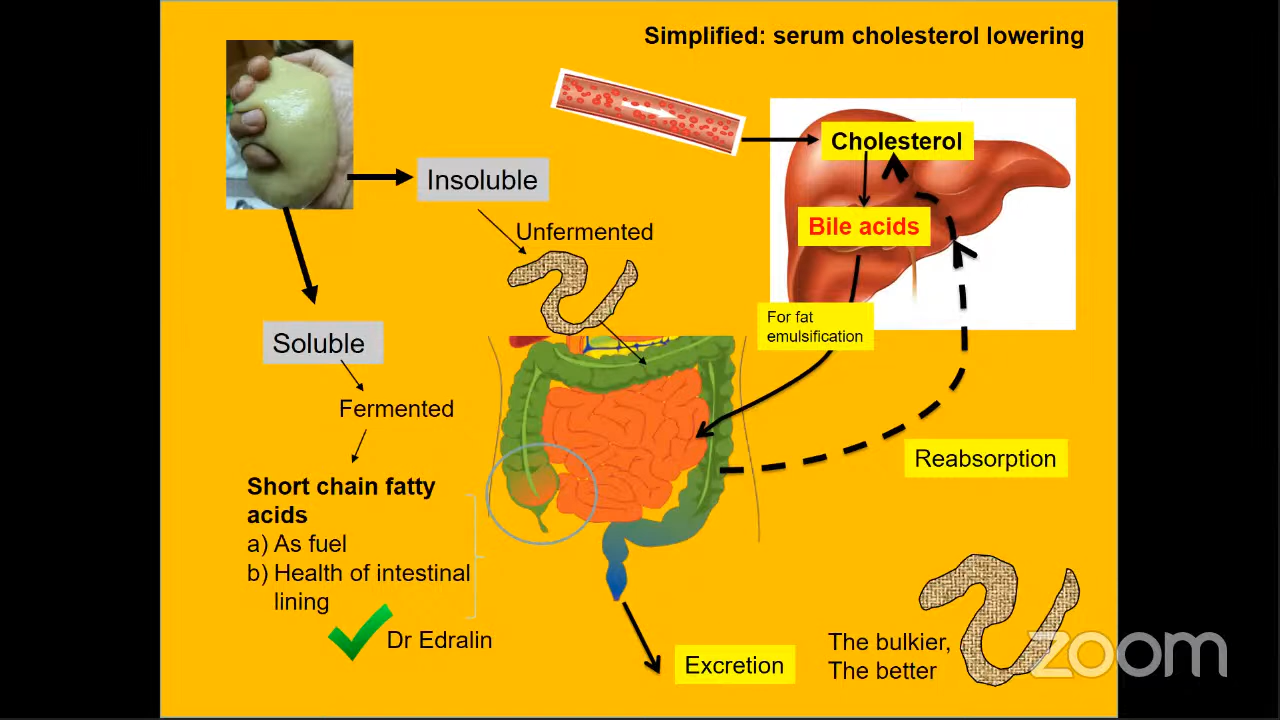 Simplified: serum cholesterol lowering
Cholesterol
Insoluble
Bile acids
Unfermented
For fat
emulsification
Soluble
Fermented
Reabsorption
Short chain fatty
acids
a) As fuel
b) Health of intestinal
lining
Dr Edralin
Excretion
The bulkier,
The better
zoom